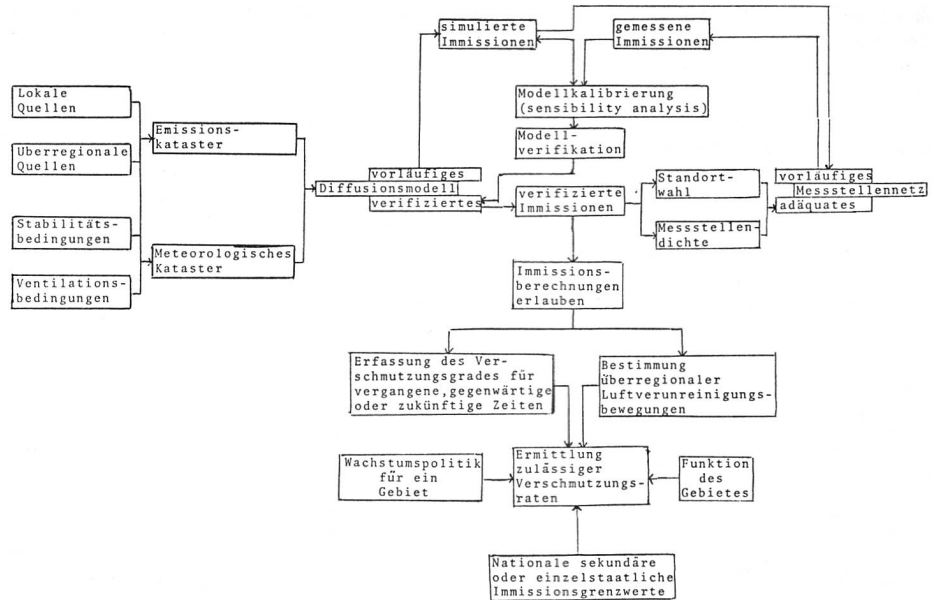 simulierte
Immissionen
gemessene
Immissionen
Lokale
Quellen
Modellkalibrierung
(sensibility analysis)
Emissions-
kataster
Modell-
verifikation
Uberregionale
Quellen
vorläufiges
Diffusionsmodell
verifiziertes
verifizierte
Immissionen
Standort-
wahl
vorläufiges
Messstellennetz
adäquates
Stabilitäts-
bedingungen
Messstellen-
dichte
Meteorologisches
Kataster
Ventilations-
bedingungen
Immissions-
berechnungen
erlauben
Erfassung des Ver-
schmutzungsgrades für
vergangene,gegenwärtige
oder zukünftige Zeiten
Bestimmung
überregionaler
Luftverunreinigungs-
bewegungen
Wachstumspolitik
für ein
Gebiet
Ermittlung
zulässiger
Verschmutzungs-
raten
Funktion
des
Gebietes
Nationale sekundäre
oder einzelstaatliche
Immissionsgrenzwerte